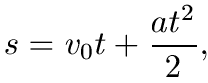 s = v₀t + at²/2,